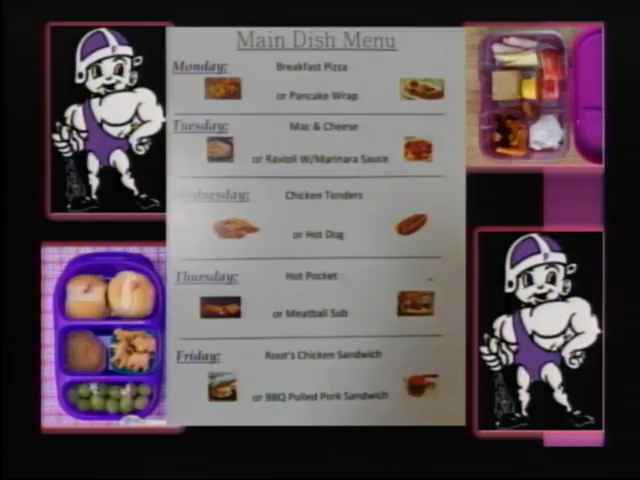 Main Dish Menu
Monday: Breakfast Pizza
or Pancake Wrap
Tuesday: Mac & Cheese
or Ravioli W/Marinara Sauce
Wednesday: Chicken Tenders
or Hot Dog
Thursday: Hot Pocket
or Meatball Sub
Friday: Root's Chicken Sandwich
or BBQ Pulled Pork Sandwich